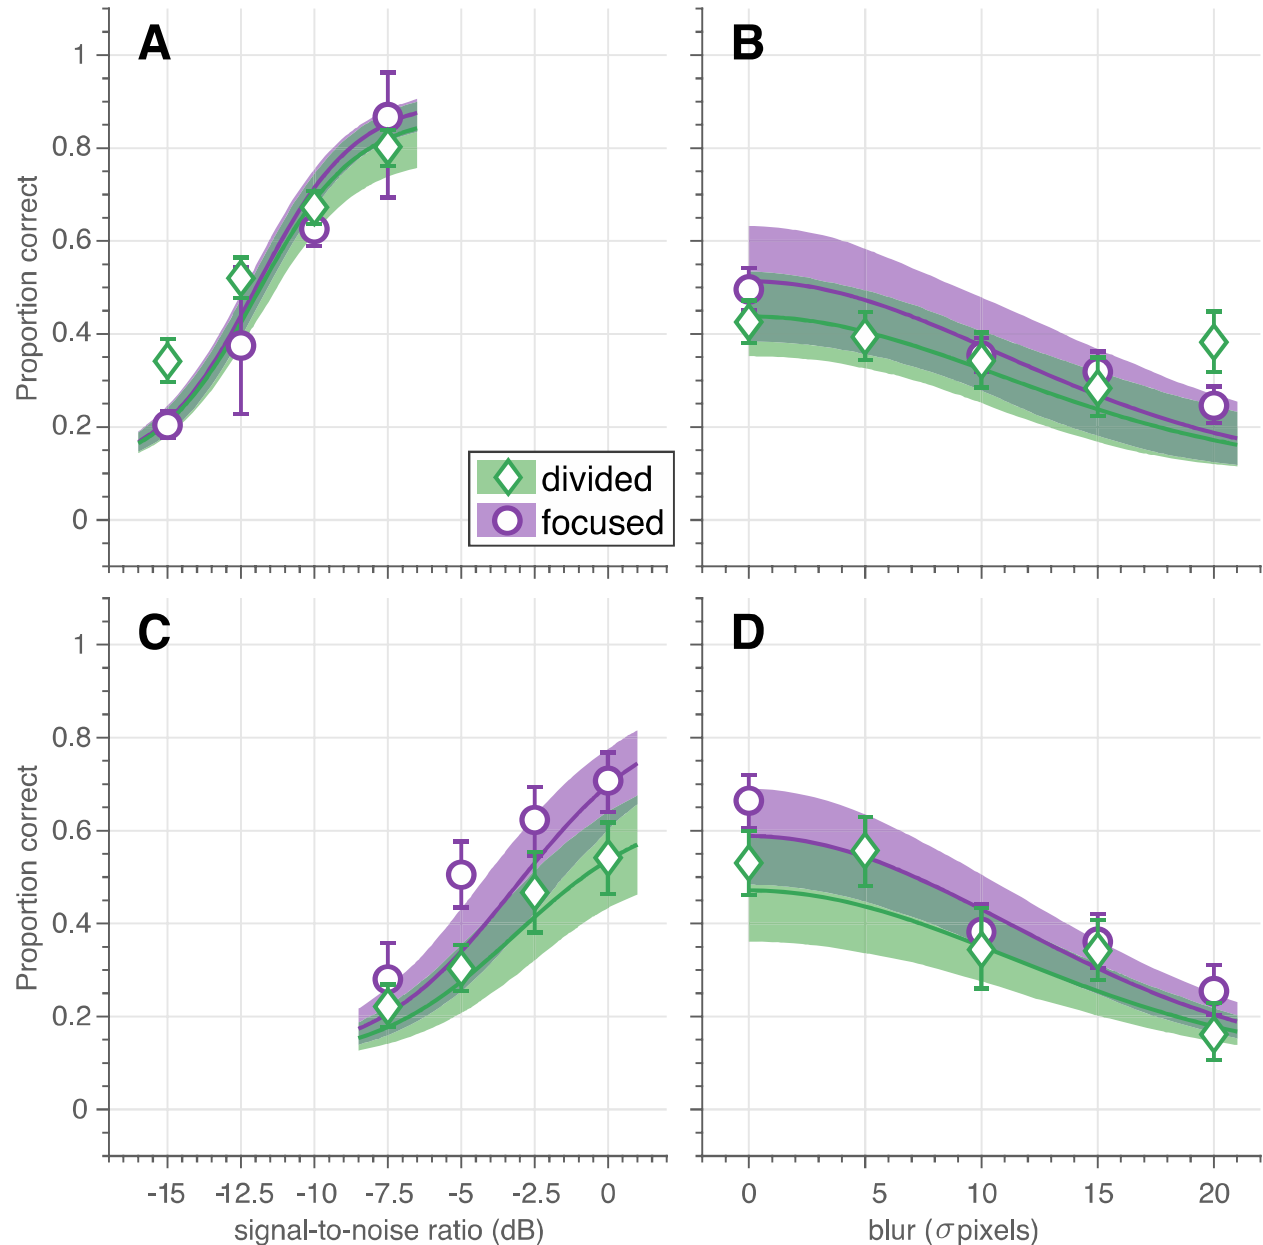 A
B
1
0.8
0.6
0.4
0.2
0
Proportion correct
divided
focused
C
D
1
0.8
0.6
0.4
0.2
0
Proportion correct
-15 -12.5 -10 -7.5 -5 -2.5 0
signal-to-noise ratio (dB)
0 5 10 15 20
blur (σ pixels)